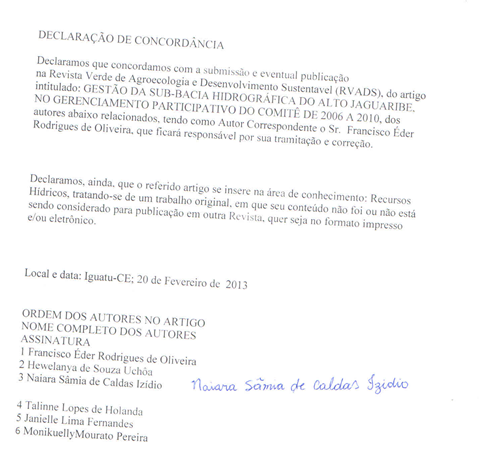 DECLARAÇÃO DE CONCORDÂNCIA
Declaramos que concordamos com a submissão e eventual publicação
na Revista Verde de Agroecologia e Desenvolvimento Sustentavel (RVADS), do artigo
intitulado: GESTÃO DA SUB-BACIA HIDROGRÁFICA DO ALTO JAGUARIBE,
NO GERENCIAMENTO PARTICIPATIVO DO COMITÊ DE 2006 A 2010, dos
autores abaixo relacionados, tendo como Autor Correspondente o Sr. Francisco Éder
Rodrigues de Oliveira, que ficará responsável por sua tramitação e correção.
Declaramos, ainda, que o referido artigo se insere na área de conhecimento: Recursos
Hídricos, tratando-se de um trabalho original, em que seu conteúdo não foi ou não está
sendo considerado para publicação em outra Revista, quer seja no formato impresso
e/ou eletrônico.
Local e data: Iguatu-CE; 20 de Fevereiro de 2013
ORDEM DOS AUTORES NO ARTIGO
NOME COMPLETO DOS AUTORES
ASSINATURA
1 Francisco Éder Rodrigues de Oliveira
2 Hewelanya de Souza Uchôa
3 Naiara Sâmia de Caldas Izídio Naiara Sâmia de Caldas Izídio
4 Talinne Lopes de Holanda
5 Janielle Lima Fernandes
6 MonikuellyMourato Pereira